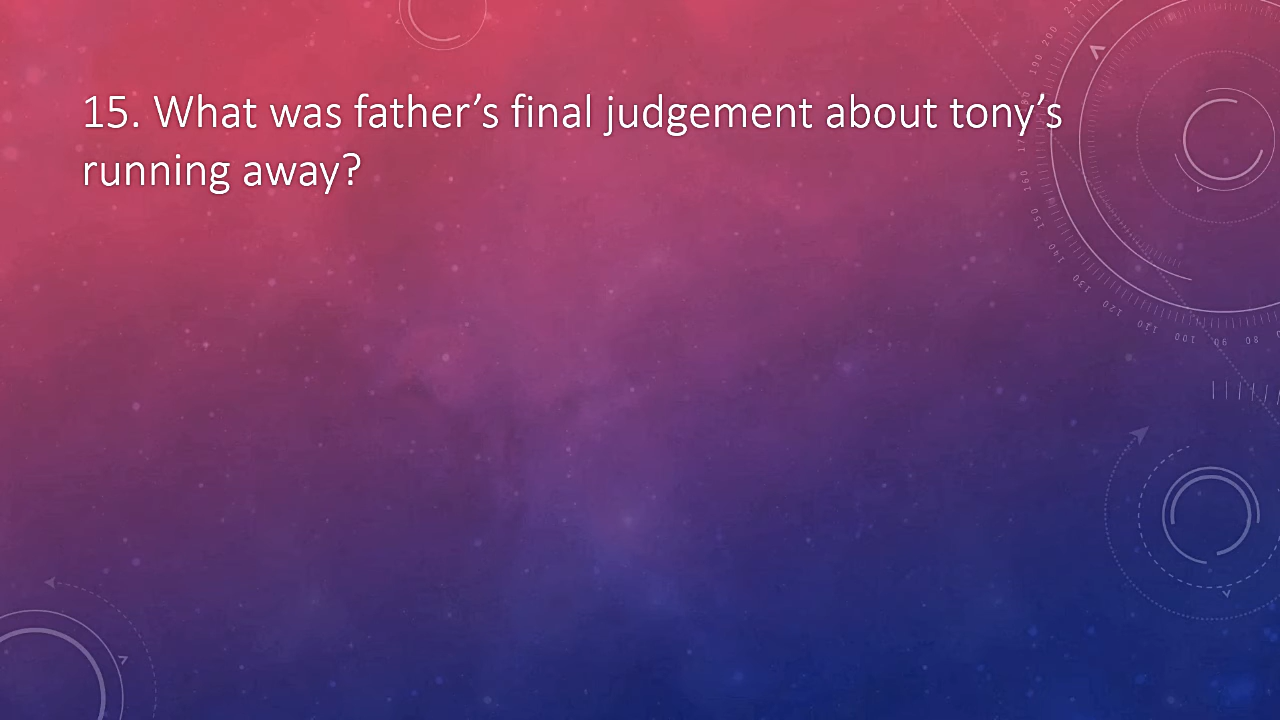 15. What was father’s final judgement about tony’s
running away?